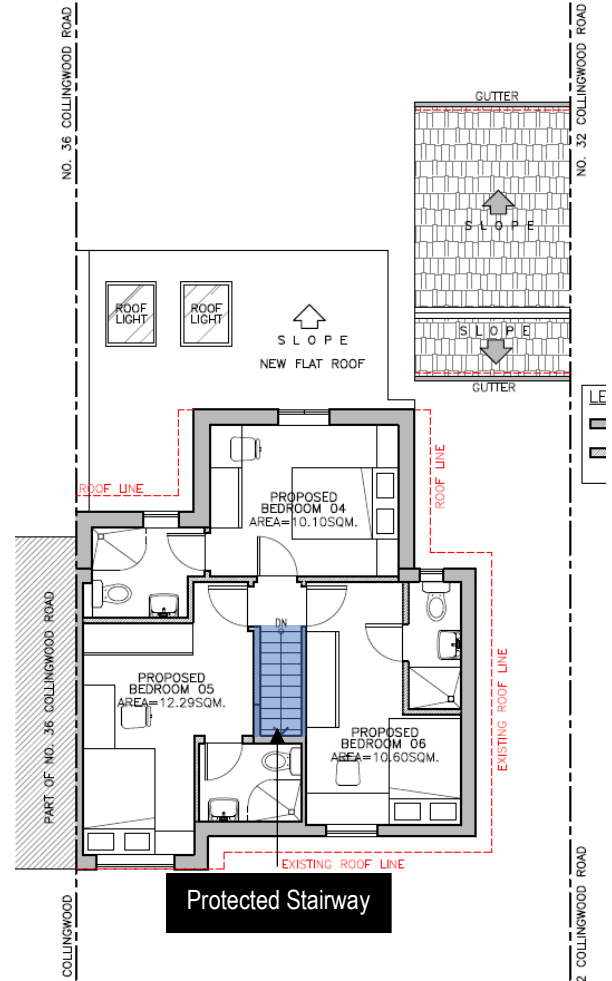 NO. 36 COLLINGWOOD ROAD
NO. 32 COLLINGWOOD ROAD
GUTTER
SLOPE
SLOPE
GUTTER
ROOF
LIGHT
ROOF
LIGHT
SLOPE
NEW FLAT ROOF
LE
ROOF LINE
ROOF LINE
PROPOSED
BEDROOM 04
AREA=10.10SQM.
PART OF NO. 36 COLLINGWOOD ROAD
DN
PROPOSED
BEDROOM 05
AREA=12.29SQM.
PROPOSED
BEDROOM 06
AREA=10.60SQM.
EXISTING ROOF LINE
EXISTING ROOF LINE
Protected Stairway
COLLINGWOOD
2 COLLINGWOOD ROAD